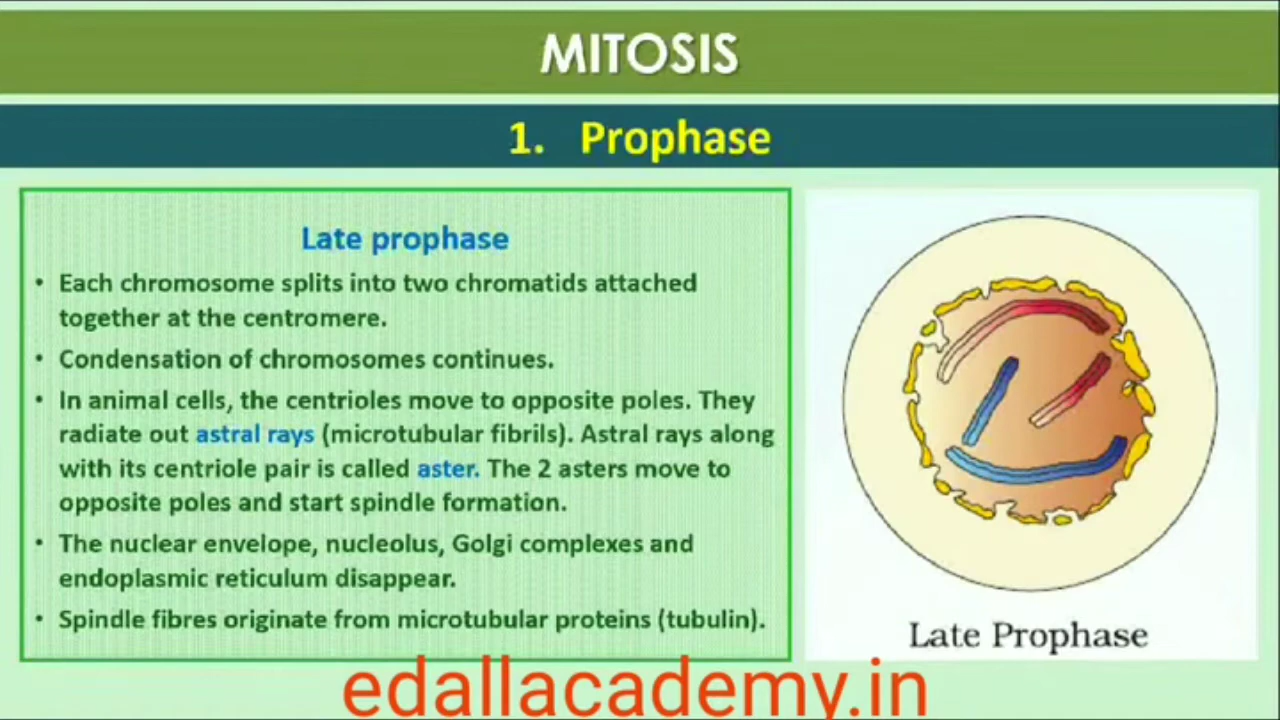 MITOSIS
1. Prophase
Late prophase
• Each chromosome splits into two chromatids attached
together at the centromere.
• Condensation of chromosomes continues.
• In animal cells, the centrioles move to opposite poles. They
radiate out astral rays (microtubular fibrils). Astral rays along
with its centriole pair is called aster. The 2 asters move to
opposite poles and start spindle formation.
• The nuclear envelope, nucleolus, Golgi complexes and
endoplasmic reticulum disappear.
• Spindle fibres originate from microtubular proteins (tubulin).
Late Prophase
edallacademy.in